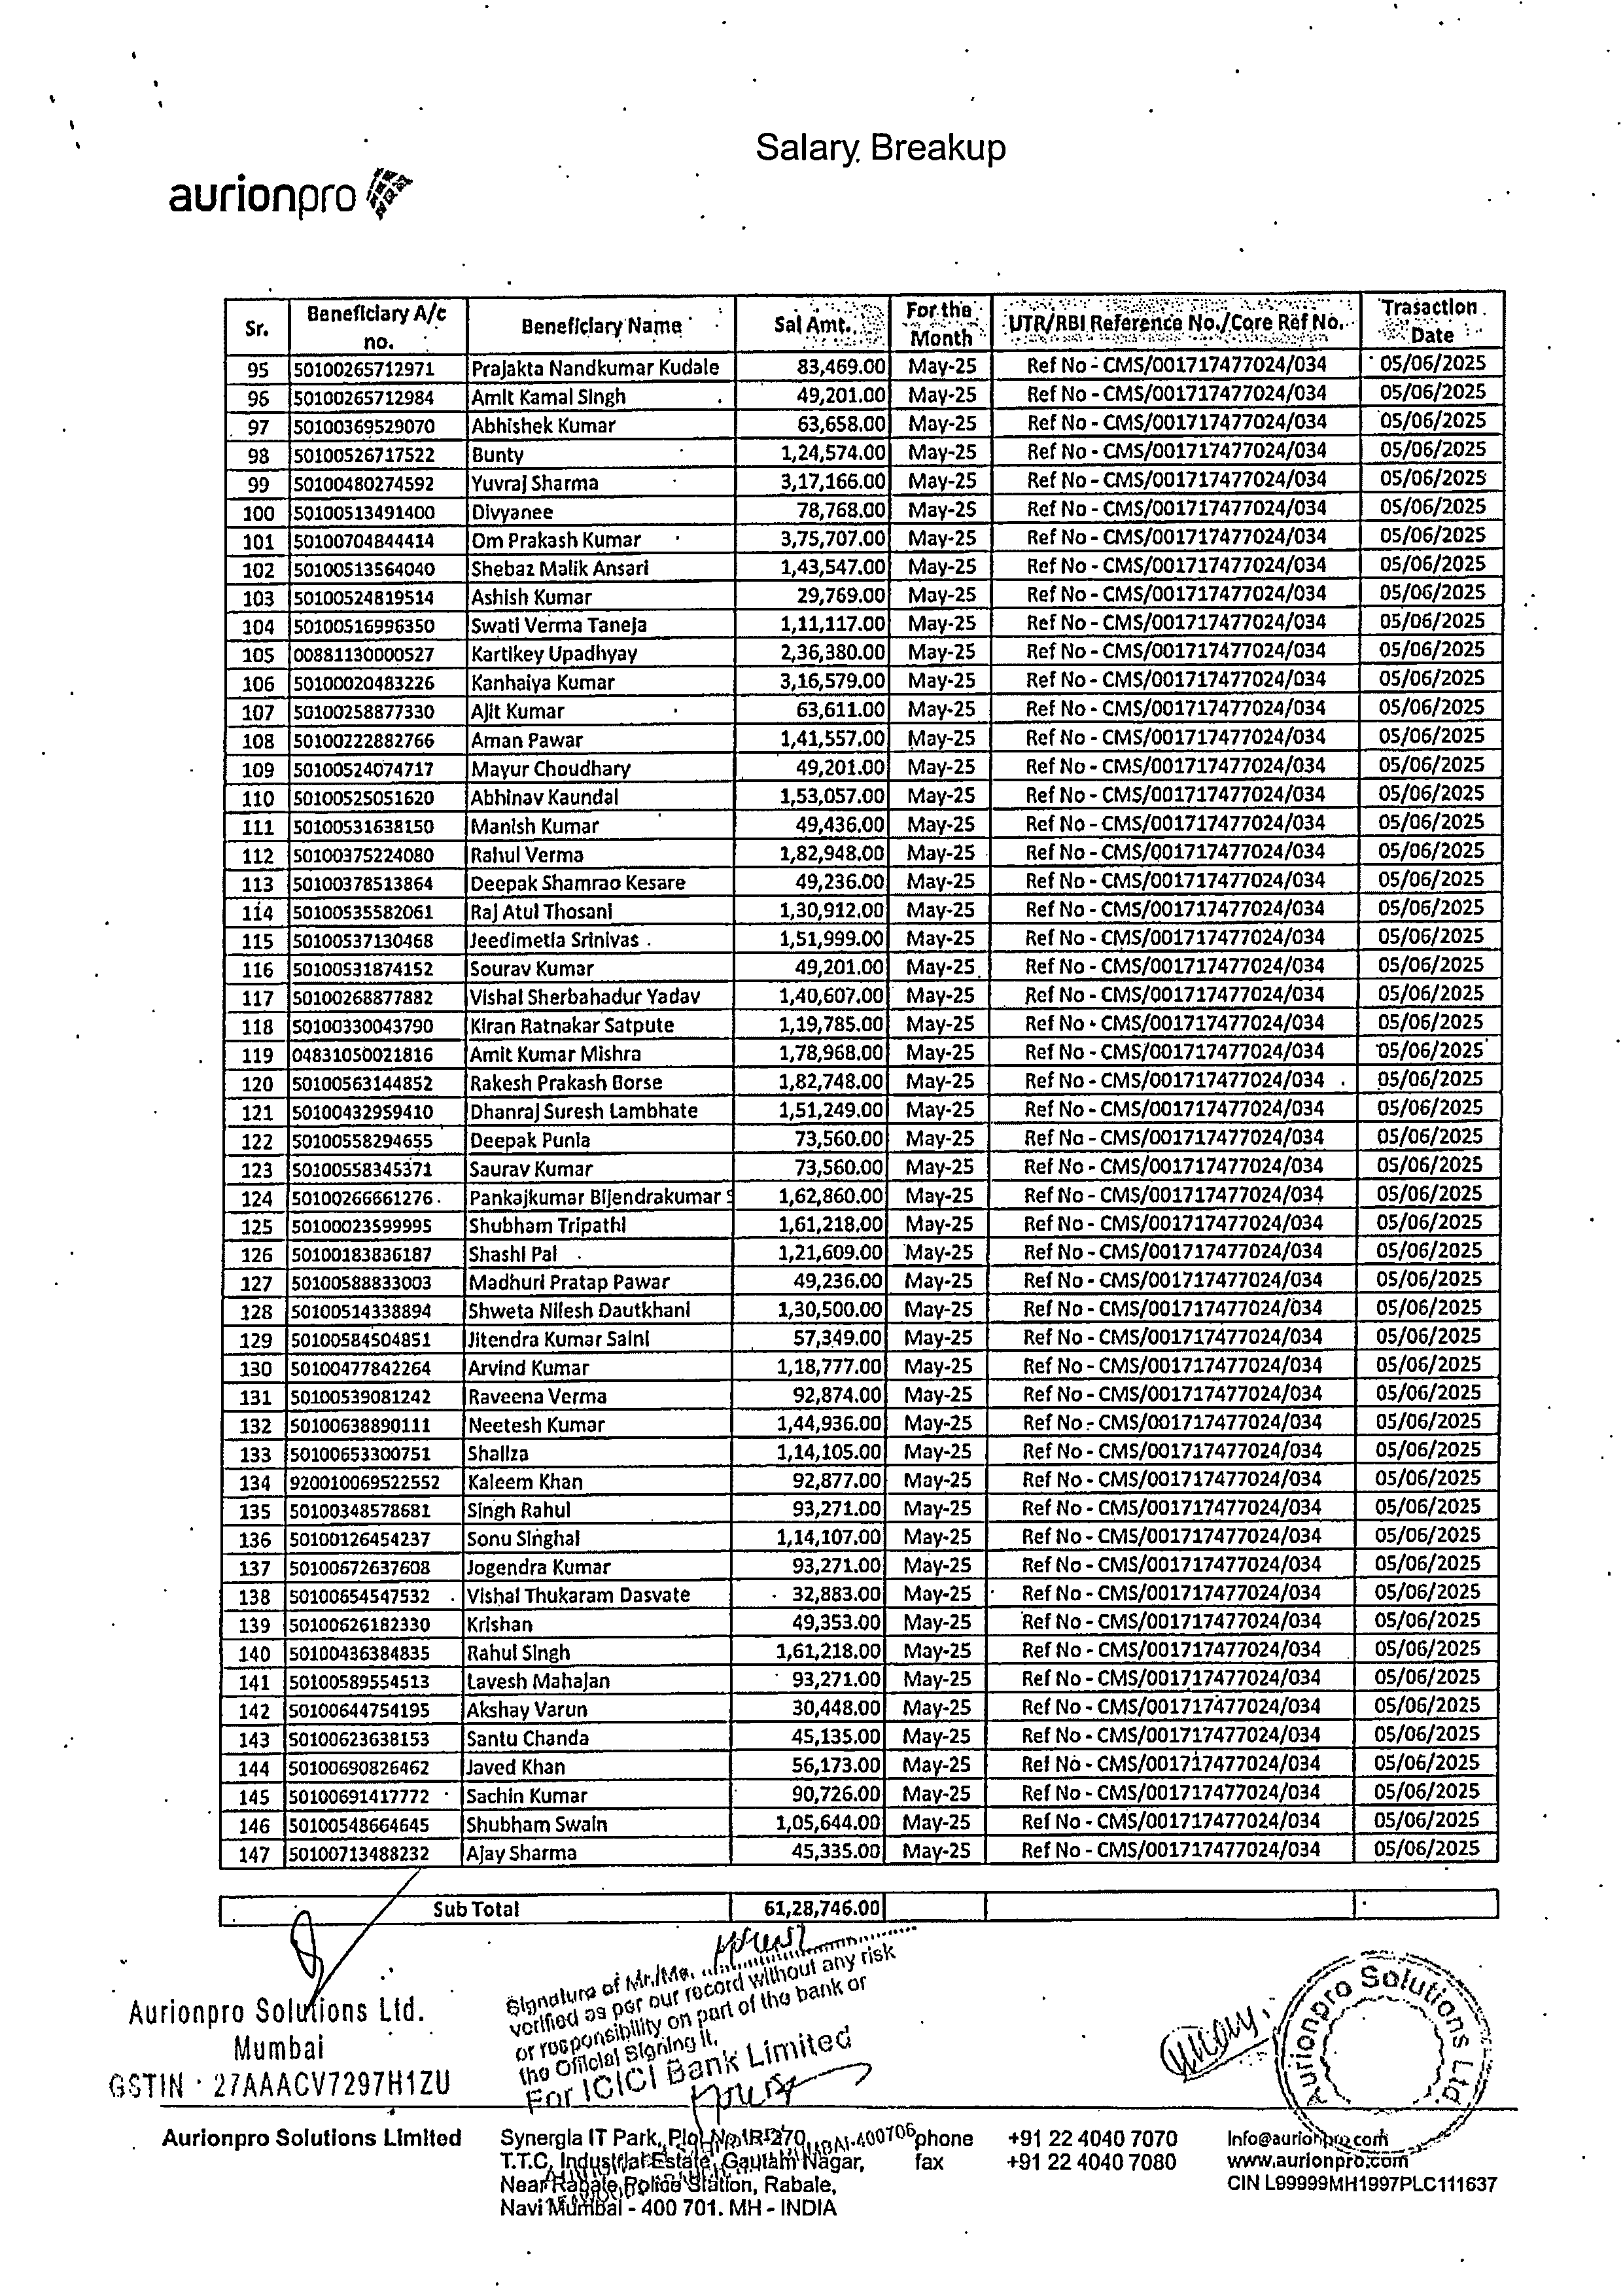 Salary Breakup
aurionpro
Sr. Beneficiary A/c no. Beneficiary Name Sal Amt. For the Month UTR/RBI Reference No./Core Ref No. Trasaction Date
95 50100265712971 Prajakta Nandkumar Kudale 83,469.00 May-25 Ref No - CMS/001717477024/034 05/06/2025
96 50100265712984 Amit Kamal Singh 49,201.00 May-25 Ref No - CMS/001717477024/034 05/06/2025
97 50100369529070 Abhishek Kumar 63,658.00 May-25 Ref No - CMS/001717477024/034 05/06/2025
98 50100526717522 Bunty 1,24,574.00 May-25 Ref No - CMS/001717477024/034 05/06/2025
99 50100480274592 Yuvraj Sharma 3,17,166.00 May-25 Ref No - CMS/001717477024/034 05/06/2025
100 50100513491400 Divyanee 78,768.00 May-25 Ref No - CMS/001717477024/034 05/06/2025
101 50100704844414 Om Prakash Kumar 3,75,707.00 May-25 Ref No - CMS/001717477024/034 05/06/2025
102 50100513564040 Shebaz Malik Ansari 1,43,547.00 May-25 Ref No - CMS/001717477024/034 05/06/2025
103 50100524819514 Ashish Kumar 29,769.00 May-25 Ref No - CMS/001717477024/034 05/06/2025
104 50100516996350 Swati Verma Taneja 1,11,117.00 May-25 Ref No - CMS/001717477024/034 05/06/2025
105 00881130000527 Kartikey Upadhyay 2,36,380.00 May-25 Ref No - CMS/001717477024/034 05/06/2025
106 50100020483226 Kanhaiya Kumar 3,16,579.00 May-25 Ref No - CMS/001717477024/034 05/06/2025
107 50100258877330 Ajit Kumar 63,611.00 May-25 Ref No - CMS/001717477024/034 05/06/2025
108 50100222882766 Aman Pawar 1,41,557.00 May-25 Ref No - CMS/001717477024/034 05/06/2025
109 50100524074717 Mayur Choudhary 49,201.00 May-25 Ref No - CMS/001717477024/034 05/06/2025
110 50100525051620 Abhinav Kaundal 1,53,057.00 May-25 Ref No - CMS/001717477024/034 05/06/2025
111 50100531638150 Manish Kumar 49,436.00 May-25 Ref No - CMS/001717477024/034 05/06/2025
112 50100375224080 Rahul Verma 1,82,948.00 May-25 Ref No - CMS/001717477024/034 05/06/2025
113 50100378513864 Deepak Shamrao Kesare 49,236.00 May-25 Ref No - CMS/001717477024/034 05/06/2025
114 50100535582061 Raj Atul Thosani 1,30,912.00 May-25 Ref No - CMS/001717477024/034 05/06/2025
115 50100537130468 Jeedimetla Srinivas 1,51,999.00 May-25 Ref No - CMS/001717477024/034 05/06/2025
116 50100531874152 Sourav Kumar 49,201.00 May-25 Ref No - CMS/001717477024/034 05/06/2025
117 50100268877882 Vishal Sherbahadur Yadav 1,40,607.00 May-25 Ref No - CMS/001717477024/034 05/06/2025
118 50100330043790 Kiran Ratnakar Satpute 1,19,785.00 May-25 Ref No - CMS/001717477024/034 05/06/2025
119 04831050021816 Amit Kumar Mishra 1,78,968.00 May-25 Ref No - CMS/001717477024/034 05/06/2025
120 50100563144852 Rakesh Prakash Borse 1,82,748.00 May-25 Ref No - CMS/001717477024/034 05/06/2025
121 50100432959410 Dhanraj Suresh Lambhate 1,51,249.00 May-25 Ref No - CMS/001717477024/034 05/06/2025
122 50100558294655 Deepak Punia 73,560.00 May-25 Ref No - CMS/001717477024/034 05/06/2025
123 50100558345371 Saurav Kumar 73,560.00 May-25 Ref No - CMS/001717477024/034 05/06/2025
124 50100266661276 Pankajkumar Bijendrakumar S 1,62,860.00 May-25 Ref No - CMS/001717477024/034 05/06/2025
125 50100023599995 Shubham Tripathi 1,61,218.00 May-25 Ref No - CMS/001717477024/034 05/06/2025
126 50100183836187 Shashi Pal 1,21,609.00 May-25 Ref No - CMS/001717477024/034 05/06/2025
127 50100588833003 Madhuri Pratap Pawar 49,236.00 May-25 Ref No - CMS/001717477024/034 05/06/2025
128 50100514338894 Shweta Nilesh Dautkhani 1,30,500.00 May-25 Ref No - CMS/001717477024/034 05/06/2025
129 50100584504851 Jitendra Kumar Saini 57,349.00 May-25 Ref No - CMS/001717477024/034 05/06/2025
130 50100477842264 Arvind Kumar 1,18,777.00 May-25 Ref No - CMS/001717477024/034 05/06/2025
131 50100539081242 Raveena Verma 92,874.00 May-25 Ref No - CMS/001717477024/034 05/06/2025
132 50100638890111 Neetesh Kumar 1,44,936.00 May-25 Ref No - CMS/001717477024/034 05/06/2025
133 50100653300751 Shallza 1,14,105.00 May-25 Ref No - CMS/001717477024/034 05/06/2025
134 920010069522552 Kaleem Khan 92,877.00 May-25 Ref No - CMS/001717477024/034 05/06/2025
135 50100348578681 Singh Rahul 93,271.00 May-25 Ref No - CMS/001717477024/034 05/06/2025
136 50100126454237 Sonu Singhal 1,14,107.00 May-25 Ref No - CMS/001717477024/034 05/06/2025
137 50100672637608 Jogendra Kumar 93,271.00 May-25 Ref No - CMS/001717477024/034 05/06/2025
138 50100654547532 Vishal Thukaram Dasvate 32,883.00 May-25 Ref No - CMS/001717477024/034 05/06/2025
139 50100626182330 Krishan 49,353.00 May-25 Ref No - CMS/001717477024/034 05/06/2025
140 50100436384835 Rahul Singh 1,61,218.00 May-25 Ref No - CMS/001717477024/034 05/06/2025
141 50100589554513 Lavesh Mahajan 93,271.00 May-25 Ref No - CMS/001717477024/034 05/06/2025
142 50100644754195 Akshay Varun 30,448.00 May-25 Ref No - CMS/001717477024/034 05/06/2025
143 50100623638153 Santu Chanda 45,135.00 May-25 Ref No - CMS/001717477024/034 05/06/2025
144 50100690826462 Javed Khan 56,173.00 May-25 Ref No - CMS/001717477024/034 05/06/2025
145 50100691417772 Sachin Kumar 90,726.00 May-25 Ref No - CMS/001717477024/034 05/06/2025
146 50100548664645 Shubham Swain 1,05,644.00 May-25 Ref No - CMS/001717477024/034 05/06/2025
147 50100713488232 Ajay Sharma 45,335.00 May-25 Ref No - CMS/001717477024/034 05/06/2025
Sub Total 61,28,746.00
Signature of Mr./Ms.
verified as per our record without any risk
or responsibility on part of the bank or
the Official Signing it.
For ICICI Bank Limited
Aurionpro Solutions Ltd.
Mumbai
GSTIN : 27AAACV7297H1ZU
Aurionpro Solutions Ltd
Aurionpro Solutions Limited
Synergia IT Park, Plot No. R-270,
T.T.C. Industrial Estate, Gautam Nagar,
Near Rabale Police Station, Rabale,
Navi Mumbai - 400 701. MH - INDIA
phone +91 22 4040 7070
fax +91 22 4040 7080
Info@aurionpro.com
www.aurionpro.com
CIN L99999MH1997PLC111637